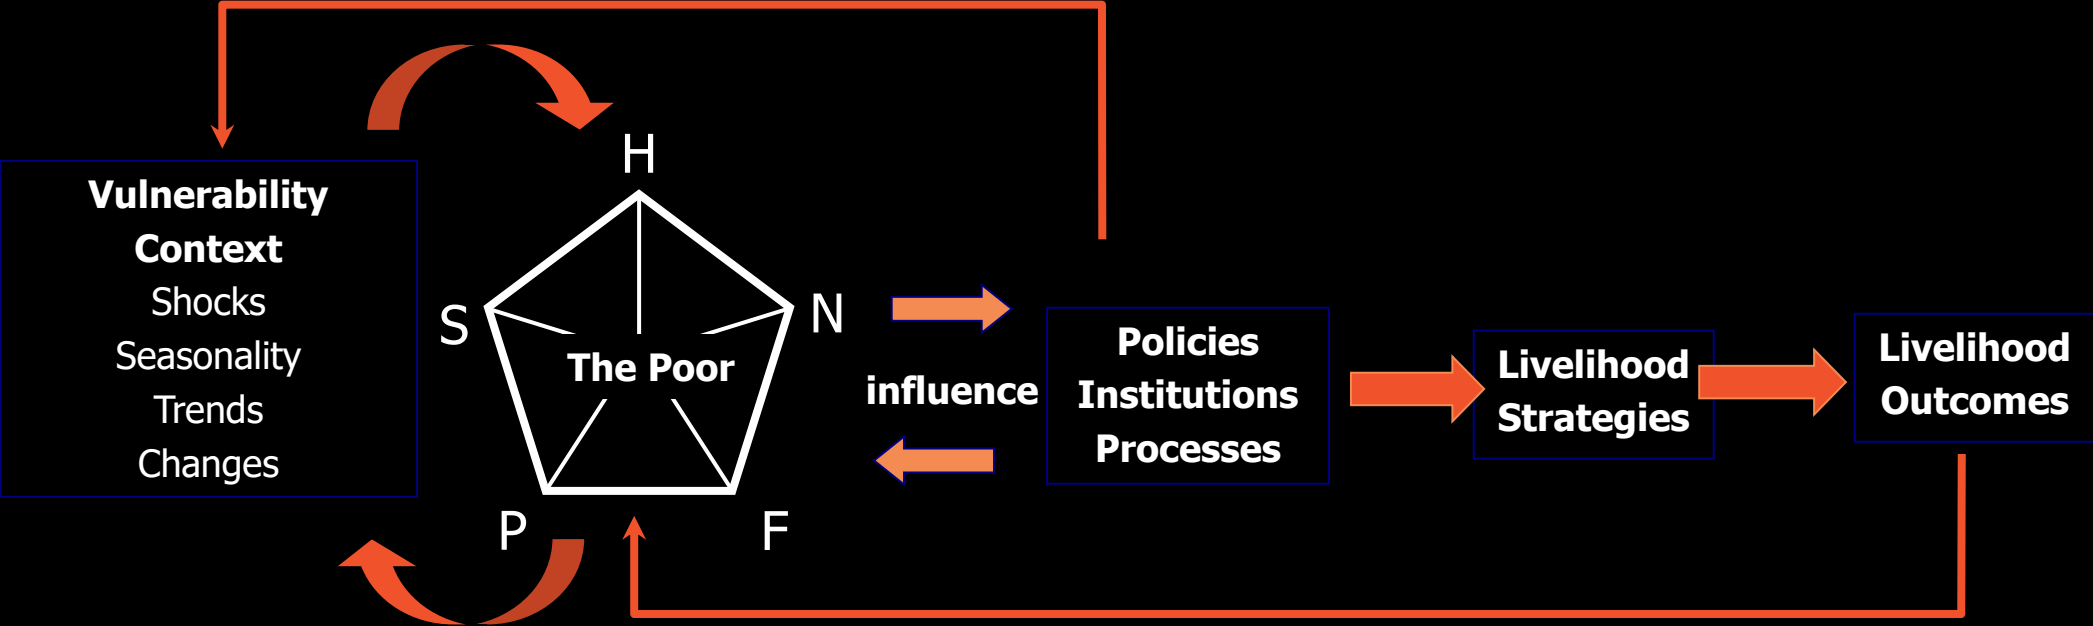 Vulnerability
Context
Shocks
Seasonality
Trends
Changes
H
S
N
The Poor
P
F
influence
Policies
Institutions
Processes
Livelihood
Strategies
Livelihood
Outcomes